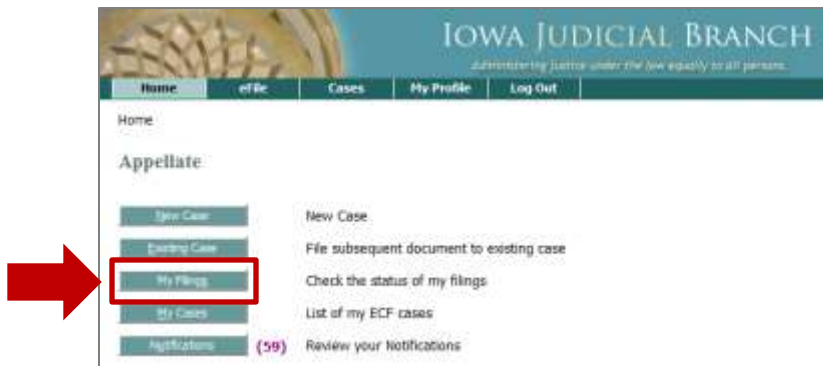 IOWA JUDICIAL BRANCH
Administering justice under the law equally to all persons.
Home eFile Cases My Profile Log Out
Home
Appellate
New Case New Case
Existing Case File subsequent document to existing case
My Filings Check the status of my filings
My Cases List of my ECF cases
Notifications (59) Review your Notifications